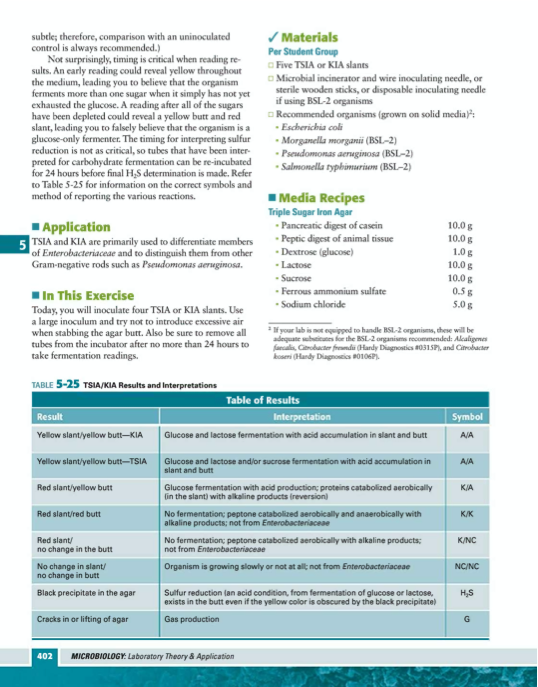 subtle; therefore, comparison with an uninoculated
control is always recommended.)
Not surprisingly, timing is critical when reading re-
sults. An early reading could reveal yellow throughout
the medium, leading you to believe that the organism
ferments more than one sugar when it simply has not yet
exhausted the glucose. A reading after all of the sugars
have been depleted could reveal a yellow butt and red
slant, leading you to falsely believe that the organism is a
glucose-only fermenter. The timing for interpreting sulfur
reduction is not as critical, so tubes that have been inter-
preted for carbohydrate fermentation can be re-incubated
for 24 hours before final H₂S determination is made. Refer
to Table 5-25 for information on the correct symbols and
method of reporting the various reactions.
■ Application
5
TSIA and KIA are primarily used to differentiate members
of Enterobacteriaceae and to distinguish them from other
Gram-negative rods such as Pseudomonas aeruginosa.
■ In This Exercise
Today, you will inoculate four TSIA or KIA slants. Use
a large inoculum and try not to introduce excessive air
when stabbing the agar butt. Also be sure to remove all
tubes from the incubator after no more than 24 hours to
take fermentation readings.
✓ Materials
Per Student Group
□ Five TSIA or KIA slants
□ Microbial incinerator and wire inoculating needle, or
sterile wooden sticks, or disposable inoculating needle
if using BSL-2 organisms
□ Recommended organisms (grown on solid media)²:
• Escherichia coli
• Morganella morganii (BSL–2)
• Pseudomonas aeruginosa (BSL–2)
• Salmonella typhimurium (BSL–2)
■ Media Recipes
Triple Sugar Iron Agar
• Pancreatic digest of casein 10.0 g
• Peptic digest of animal tissue 10.0 g
• Dextrose (glucose) 1.0 g
• Lactose 10.0 g
• Sucrose 10.0 g
• Ferrous ammonium sulfate 0.5 g
• Sodium chloride 5.0 g
² If your lab is not equipped to handle BSL-2 organisms, these will be
adequate substitutes for the BSL-2 organisms recommended: Alcaligenes
faecalis, Citrobacter freundii (Hardy Diagnostics #0315P), and Citrobacter
koseri (Hardy Diagnostics #0106P).
TABLE 5-25 TSIA/KIA Results and Interpretations
Table of Results
Result Interpretation Symbol
Yellow slant/yellow butt—KIA Glucose and lactose fermentation with acid accumulation in slant and butt A/A
Yellow slant/yellow butt—TSIA Glucose and lactose and/or sucrose fermentation with acid accumulation in A/A
slant and butt
Red slant/yellow butt Glucose fermentation with acid production; proteins catabolized aerobically K/A
(in the slant) with alkaline products (reversion)
Red slant/red butt No fermentation; peptone catabolized aerobically and anaerobically with K/K
alkaline products; not from Enterobacteriaceae
Red slant/ No fermentation; peptone catabolized aerobically with alkaline products; K/NC
no change in the butt not from Enterobacteriaceae
No change in slant/ Organism is growing slowly or not at all; not from Enterobacteriaceae NC/NC
no change in butt
Black precipitate in the agar Sulfur reduction (an acid condition, from fermentation of glucose or lactose, H₂S
exists in the butt even if the yellow color is obscured by the black precipitate)
Cracks in or lifting of agar Gas production G
402 MICROBIOLOGY: Laboratory Theory & Application